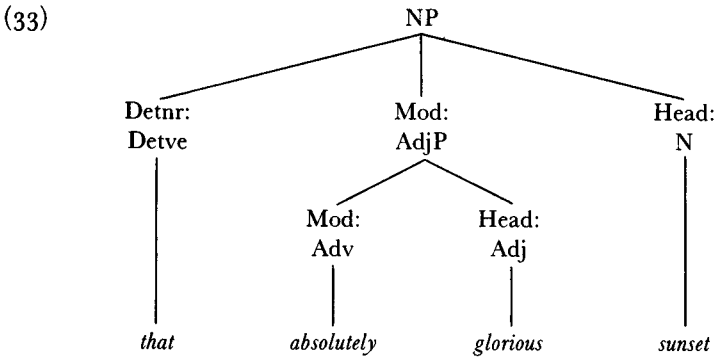 (33) NP
Detnr: Mod: Head:
Detve AdjP N
Mod: Head:
Adv Adj
that absolutely glorious sunset